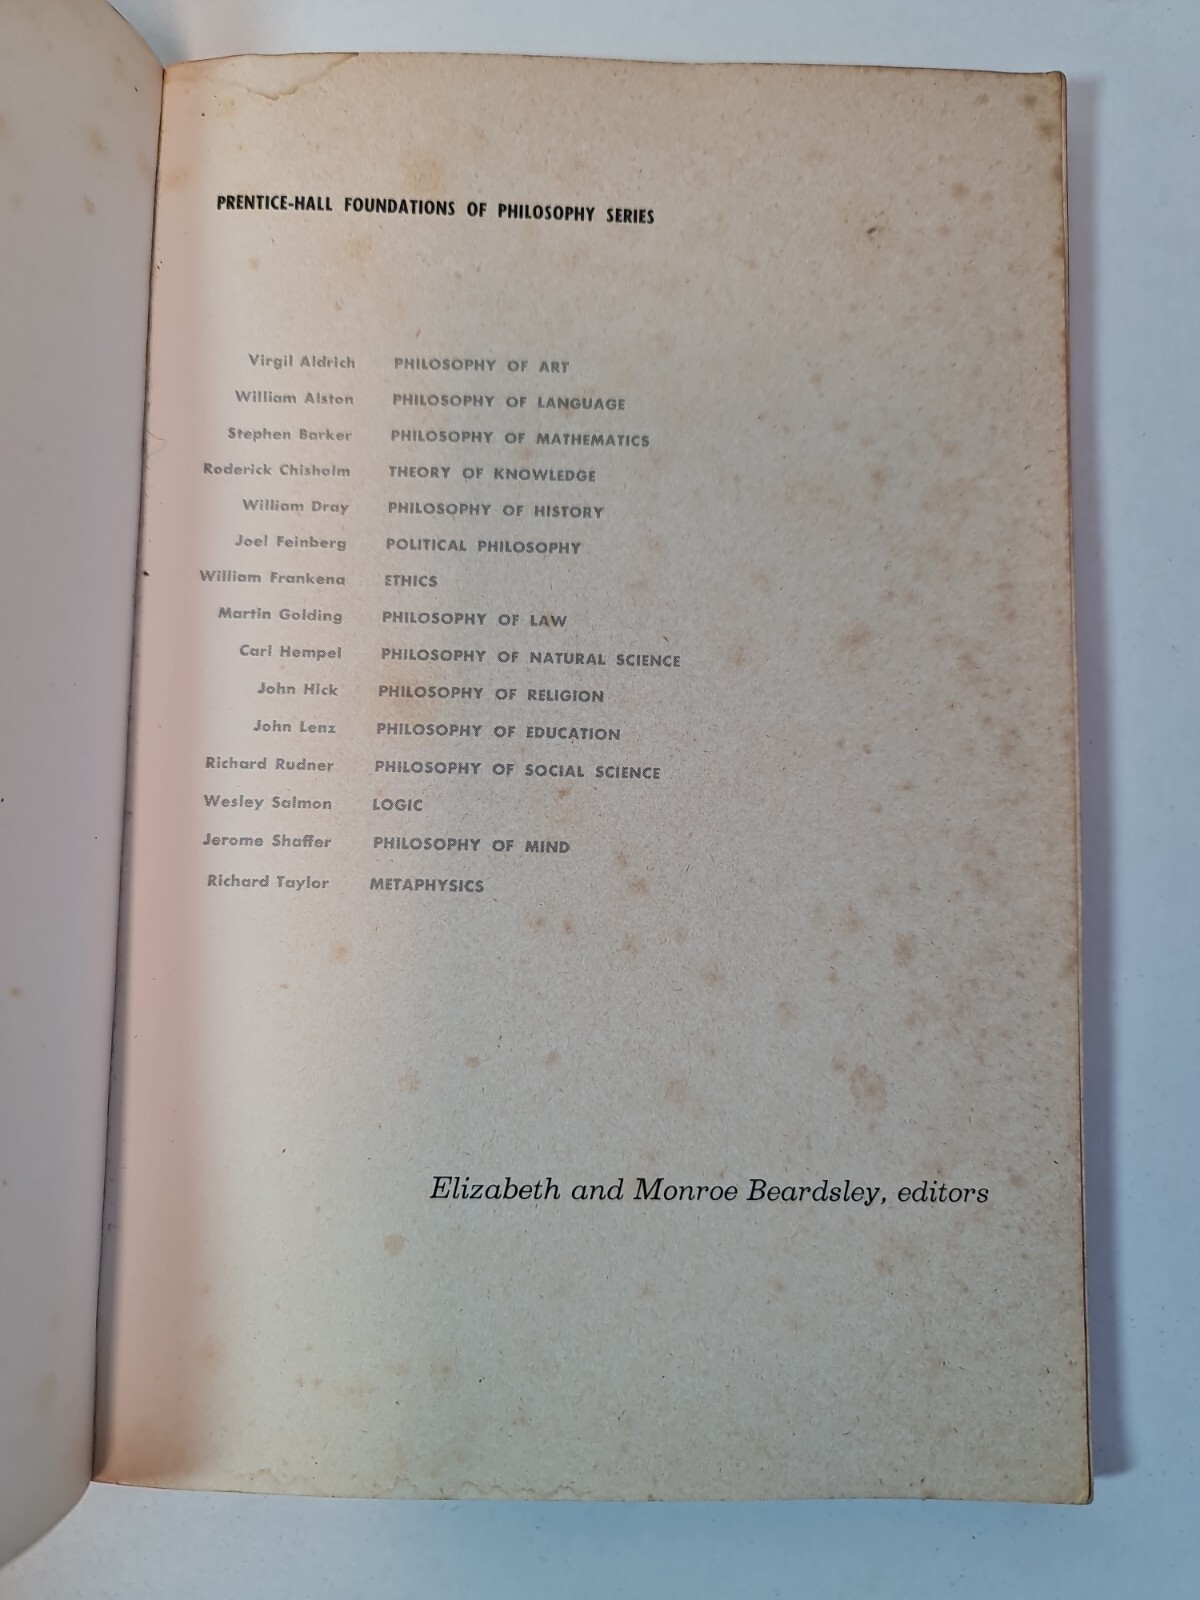 PRENTICE-HALL FOUNDATIONS OF PHILOSOPHY SERIES
Virgil Aldrich PHILOSOPHY OF ART
William Alston PHILOSOPHY OF LANGUAGE
Stephen Barker PHILOSOPHY OF MATHEMATICS
Roderick Chisholm THEORY OF KNOWLEDGE
William Dray PHILOSOPHY OF HISTORY
Joel Feinberg POLITICAL PHILOSOPHY
William Frankena ETHICS
Martin Golding PHILOSOPHY OF LAW
Carl Hempel PHILOSOPHY OF NATURAL SCIENCE
John Hick PHILOSOPHY OF RELIGION
John Lenz PHILOSOPHY OF EDUCATION
Richard Rudner PHILOSOPHY OF SOCIAL SCIENCE
Wesley Salmon LOGIC
Jerome Shaffer PHILOSOPHY OF MIND
Richard Taylor METAPHYSICS
Elizabeth and Monroe Beardsley, editors